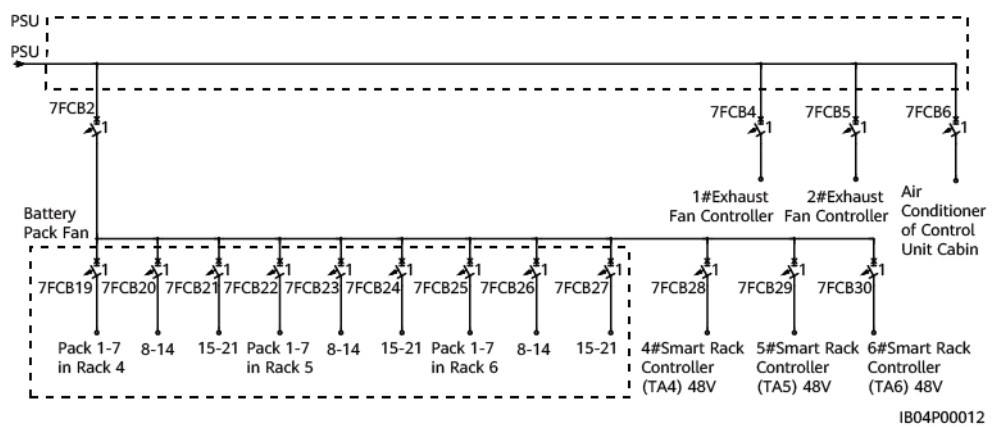 PSU
PSU
7FCB2 1
7FCB4 1
7FCB5 1
7FCB6 1
1#Exhaust
Fan Controller
2#Exhaust
Fan Controller
Air
Conditioner
of Control
Unit Cabin
Battery
Pack Fan
1 1 1 1 1 1 1 1 1 1 1 1
7FCB19 7FCB20 7FCB21 7FCB22 7FCB23 7FCB24 7FCB25 7FCB26 7FCB27 7FCB28 7FCB29 7FCB30
Pack 1-7
in Rack 4
8-14
15-21
Pack 1-7
in Rack 5
8-14
15-21
Pack 1-7
in Rack 6
8-14
15-21
4#Smart Rack
Controller
(TA4) 48V
5#Smart Rack
Controller
(TA5) 48V
6#Smart Rack
Controller
(TA6) 48V
IB04P00012